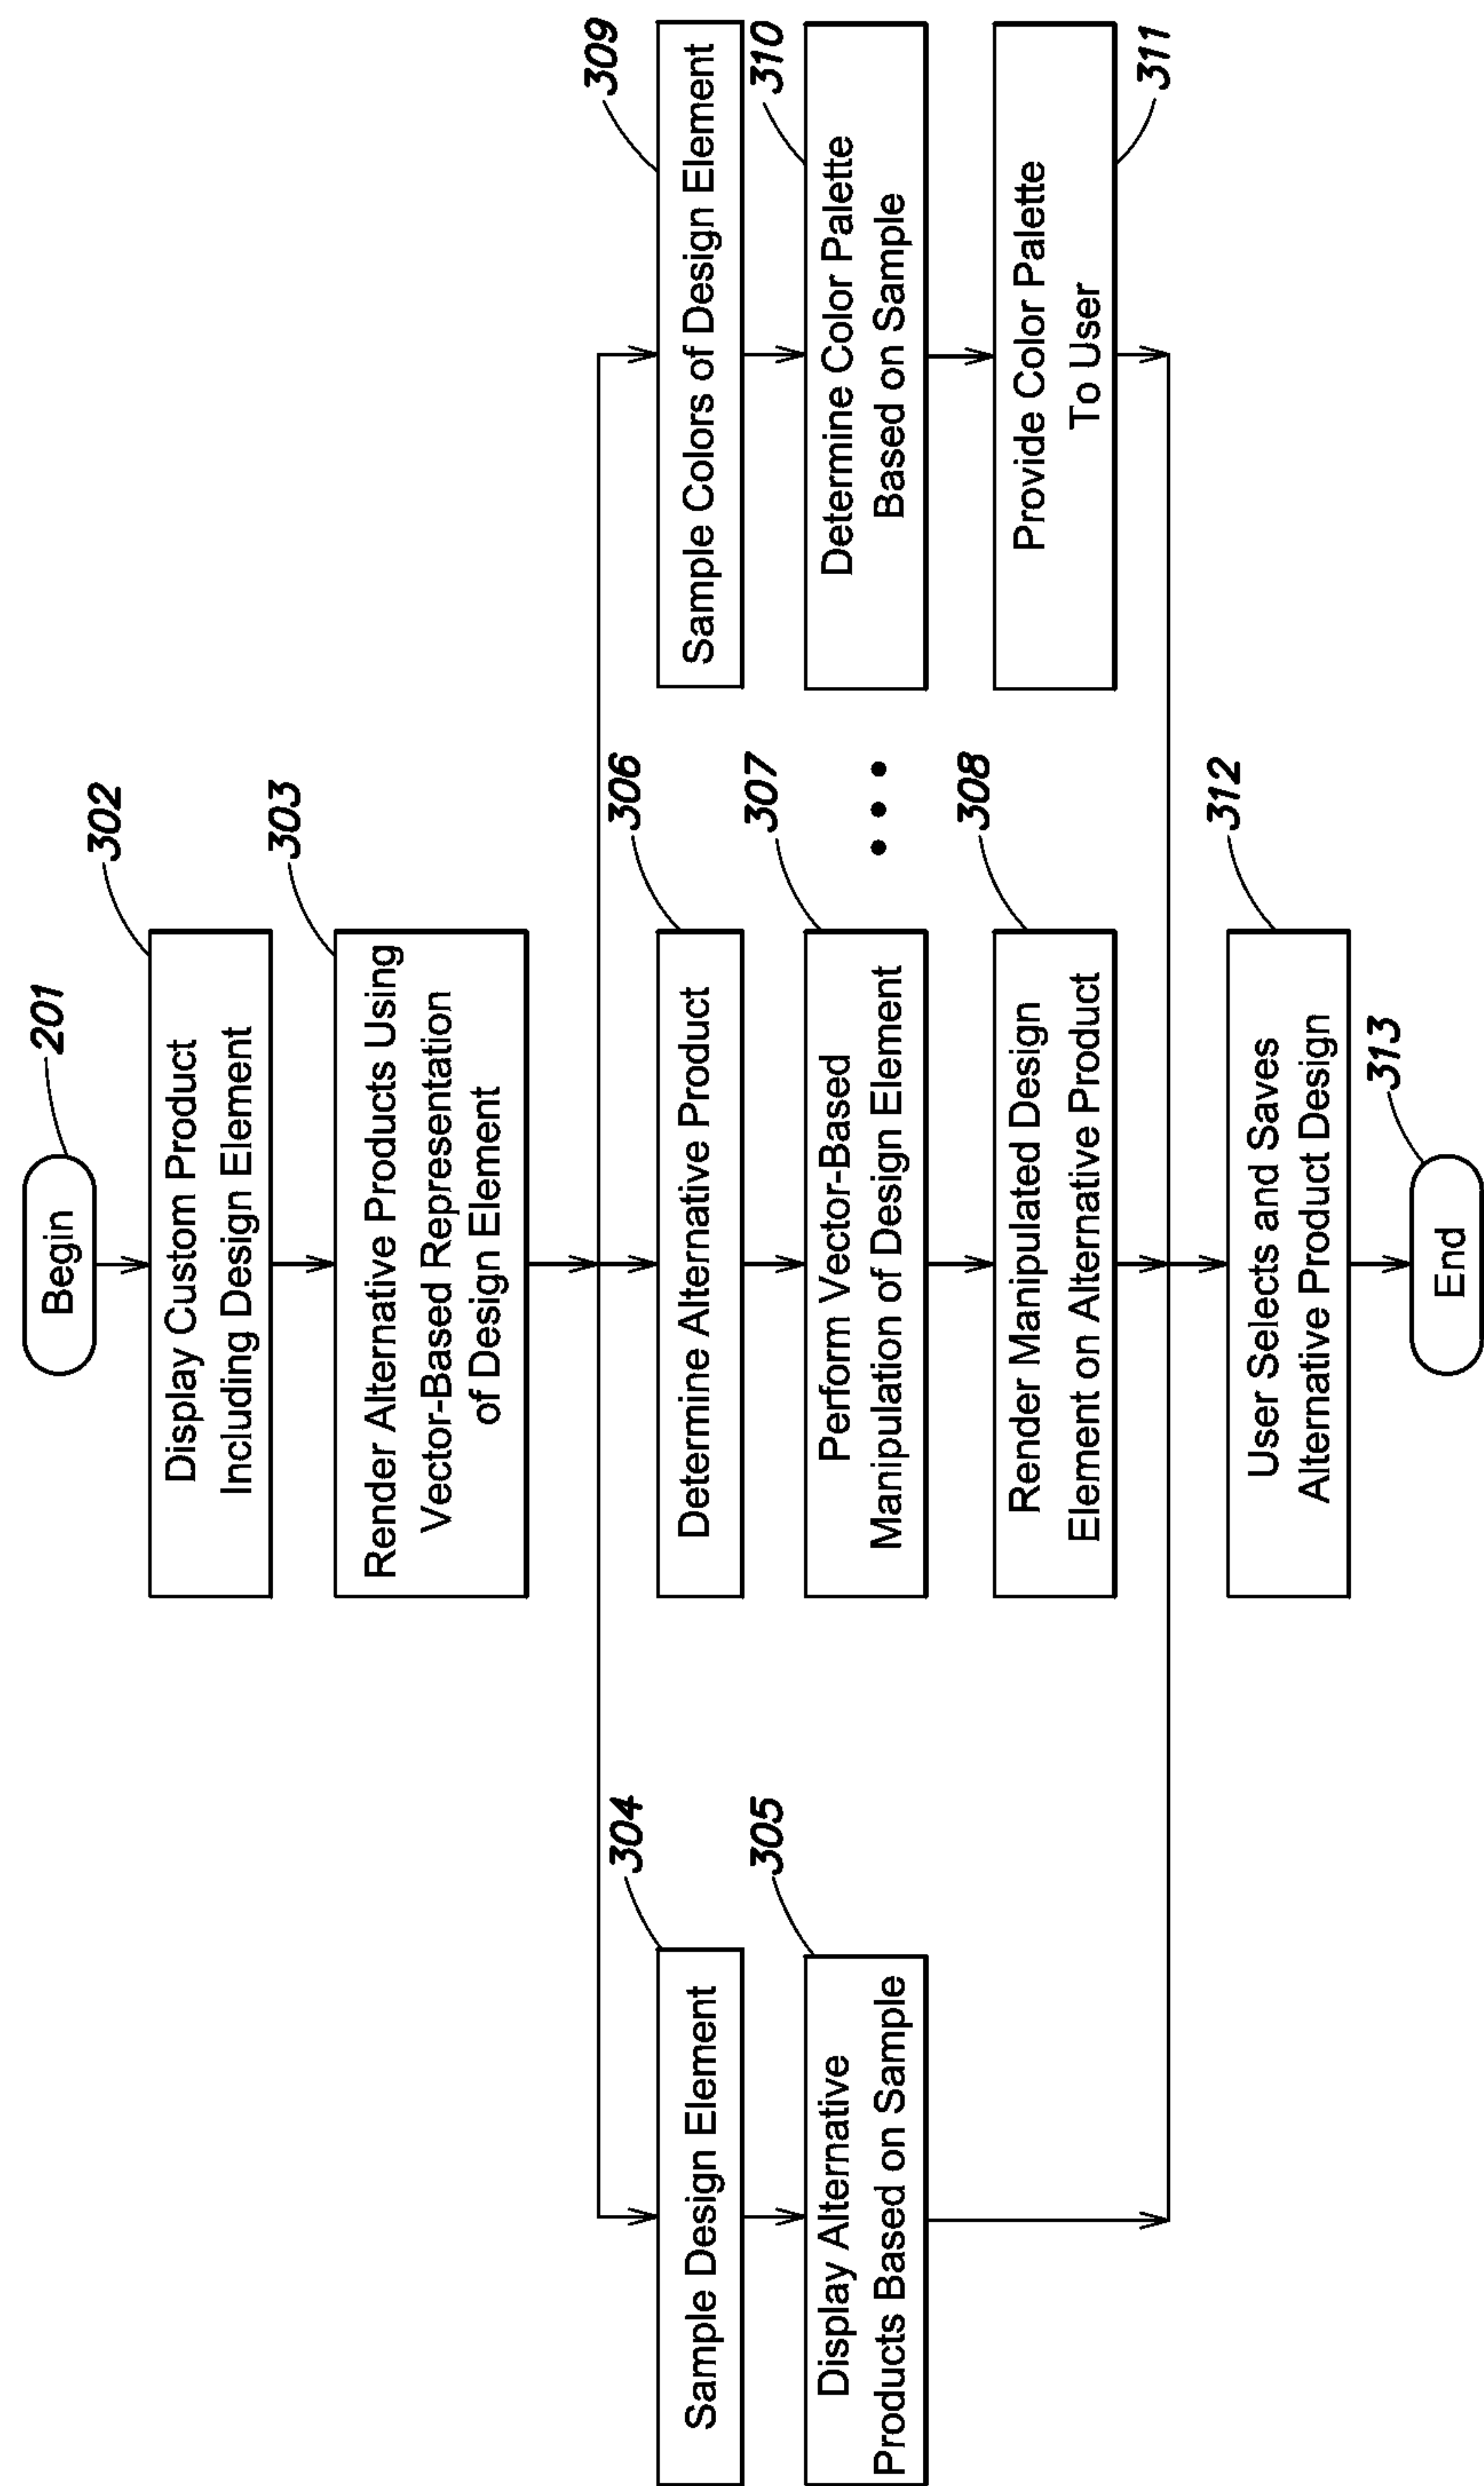 Begin
201
Display Custom Product
Including Design Element
302
Render Alternative Products Using
Vector-Based Representation
of Design Element
303
Sample Design Element
304
Display Alternative
Products Based on Sample
305
Determine Alternative Product
306
Perform Vector-Based
Manipulation of Design Element
307
Render Manipulated Design
Element on Alternative Product
308
Sample Colors of Design Element
309
Determine Color Palette
Based on Sample
310
Provide Color Palette
To User
311
User Selects and Saves
Alternative Product Design
312
End
313